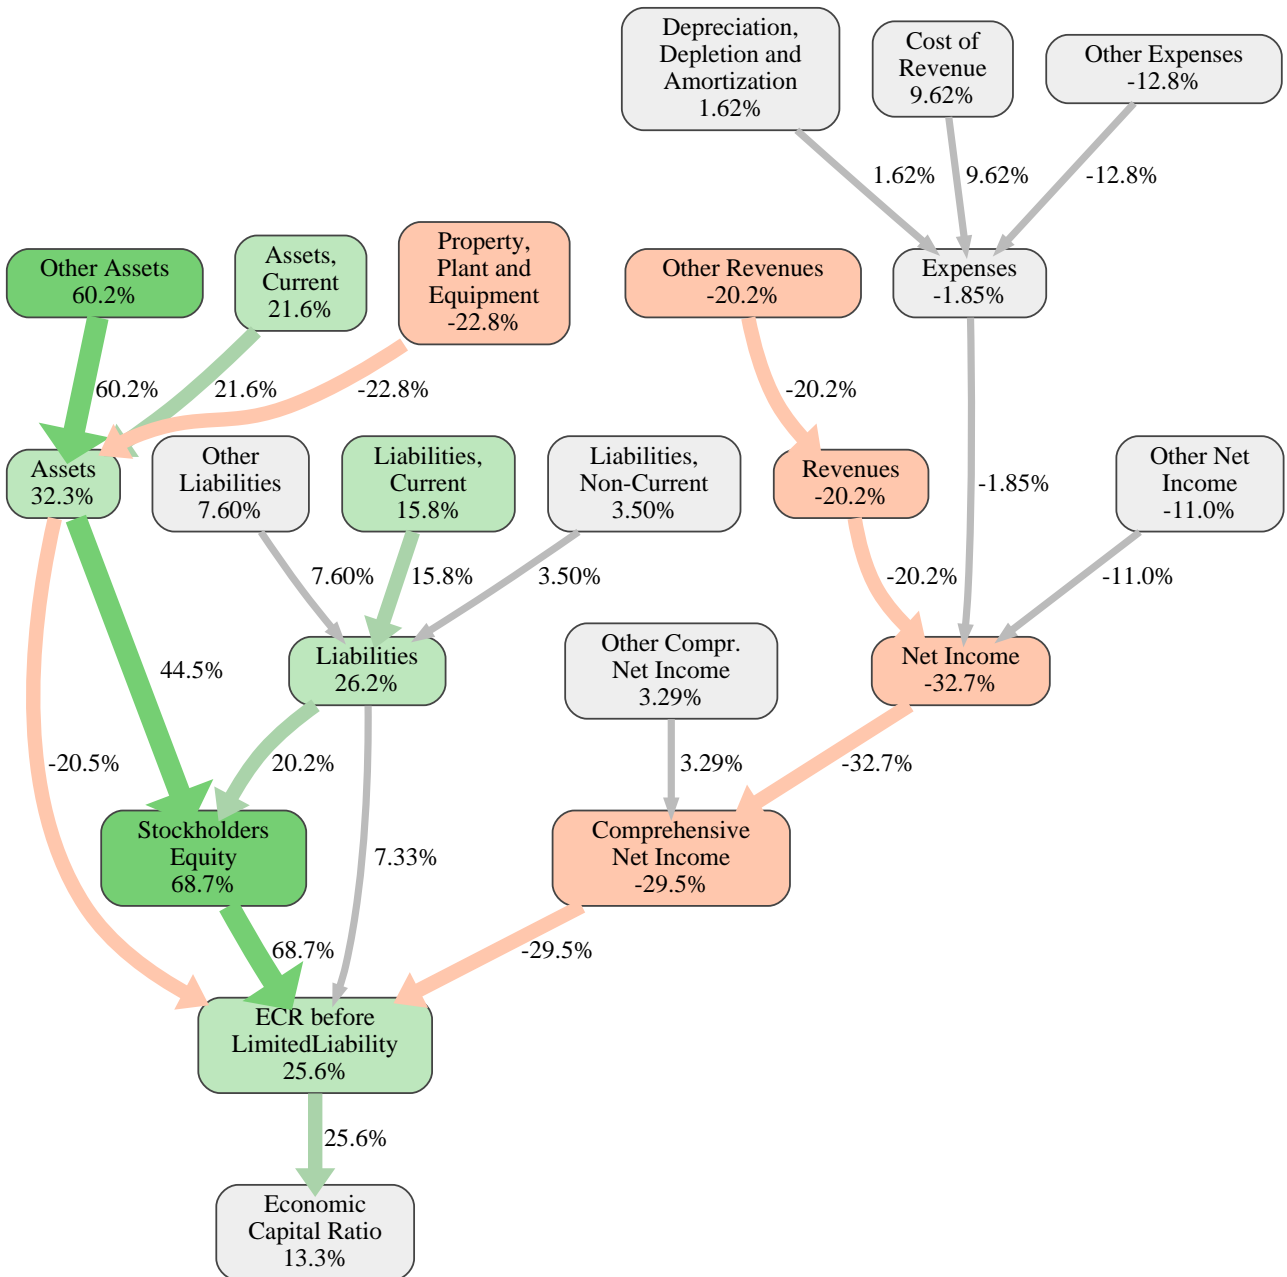 Depreciation,
Depletion and
Amortization
1.62%
Cost of
Revenue
9.62%
Other Expenses
-12.8%
1.62%
9.62%
-12.8%
Other Assets
60.2%
Assets,
Current
21.6%
Property,
Plant and
Equipment
-22.8%
Other Revenues
-20.2%
Expenses
-1.85%
60.2%
21.6%
-22.8%
-20.2%
Assets
32.3%
Other
Liabilities
7.60%
Liabilities,
Current
15.8%
Liabilities,
Non-Current
3.50%
Revenues
-20.2%
-1.85%
Other Net
Income
-11.0%
7.60%
15.8%
3.50%
-20.2%
-11.0%
44.5%
Liabilities
26.2%
Other Compr.
Net Income
3.29%
Net Income
-32.7%
-20.5%
20.2%
3.29%
-32.7%
Stockholders
Equity
68.7%
7.33%
Comprehensive
Net Income
-29.5%
68.7%
-29.5%
ECR before
LimitedLiability
25.6%
25.6%
Economic
Capital Ratio
13.3%